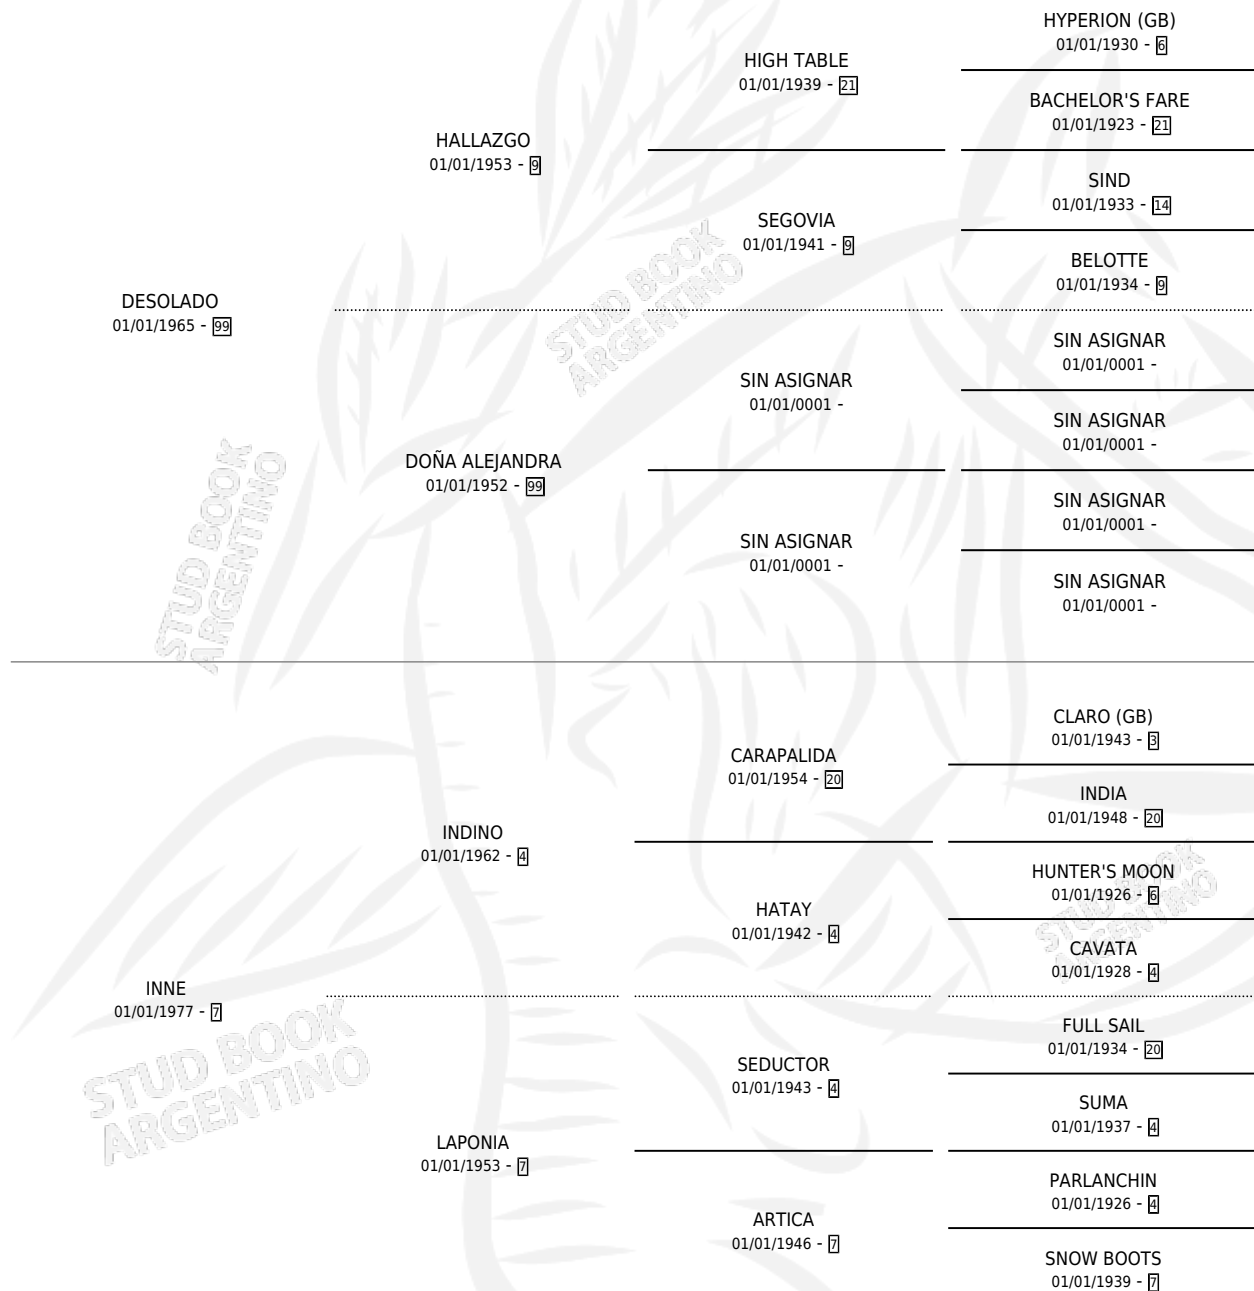 HYPERION (GB)
01/01/1930 - 6
HIGH TABLE
01/01/1939 - 21
BACHELOR'S FARE
01/01/1923 - 21
HALLAZGO
01/01/1953 - 9
SIND
01/01/1933 - 14
SEGOVIA
01/01/1941 - 9
BELOTTE
01/01/1934 - 9
DESOLADO
01/01/1965 - 99
SIN ASIGNAR
01/01/0001 -
SIN ASIGNAR
01/01/0001 -
SIN ASIGNAR
01/01/0001 -
DOÑA ALEJANDRA
01/01/1952 - 99
SIN ASIGNAR
01/01/0001 -
SIN ASIGNAR
01/01/0001 -
SIN ASIGNAR
01/01/0001 -
STUD BOOK
ARGENTINO
STUD BOOK
ARGENTINO
CLARO (GB)
01/01/1943 - 3
CARAPALIDA
01/01/1954 - 20
INDIA
01/01/1948 - 20
INDINO
01/01/1962 - 4
HUNTER'S MOON
01/01/1926 - 6
HATAY
01/01/1942 - 4
CAVATA
01/01/1928 - 4
STUD BOOK
ARGENTINO
INNE
01/01/1977 - 7
FULL SAIL
01/01/1934 - 20
SEDUCTOR
01/01/1943 - 4
SUMA
01/01/1937 - 4
STUD BOOK
ARGENTINO
LAPONIA
01/01/1953 - 7
PARLANCHIN
01/01/1926 - 4
ARTICA
01/01/1946 - 7
SNOW BOOTS
01/01/1939 - 7